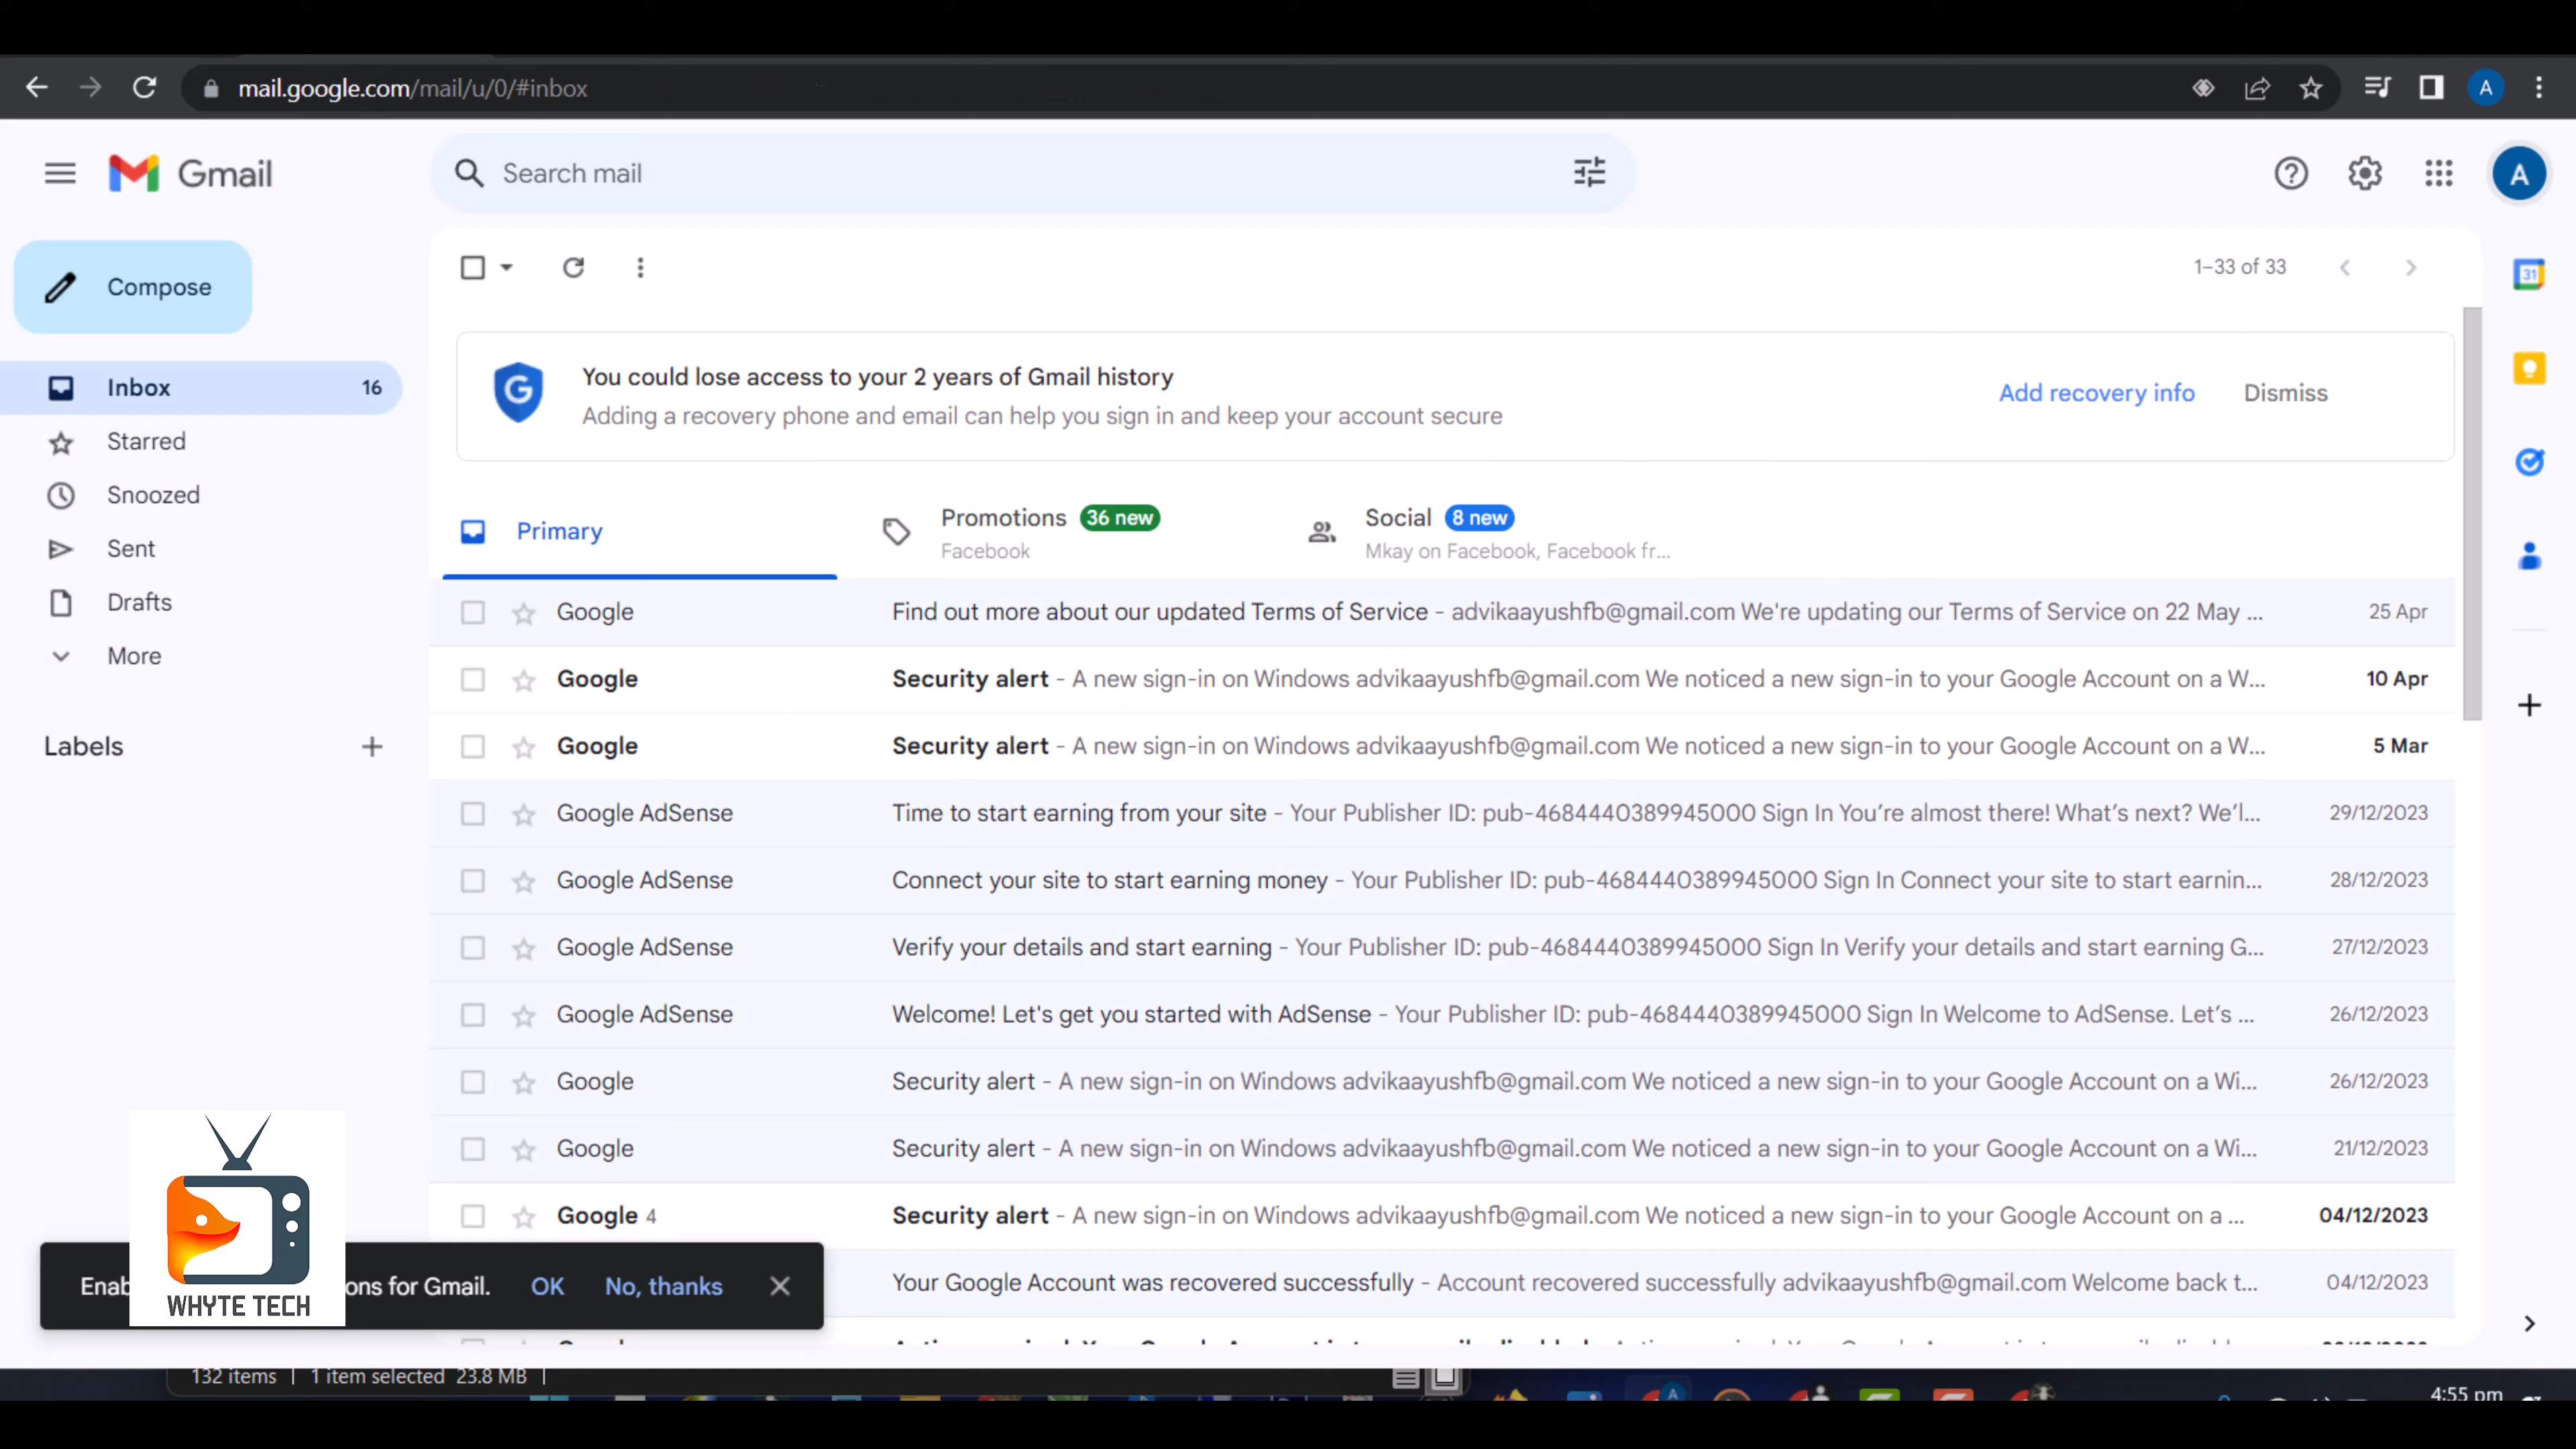 mail.google.com/mail/u/0/#inbox
A
Gmail
Search mail
A
Compose
1–33 of 33
31
You could lose access to your 2 years of Gmail history
Adding a recovery phone and email can help you sign in and keep your account secure
Add recovery info
Dismiss
Inbox 16
Starred
Snoozed
Sent
Drafts
More
Labels
Primary
Promotions 36 new
Facebook
Social 8 new
Mkay on Facebook, Facebook fr...
Google Find out more about our updated Terms of Service - advikaayushfb@gmail.com We're updating our Terms of Service on 22 May ... 25 Apr
Google Security alert - A new sign-in on Windows advikaayushfb@gmail.com We noticed a new sign-in to your Google Account on a W... 10 Apr
Google Security alert - A new sign-in on Windows advikaayushfb@gmail.com We noticed a new sign-in to your Google Account on a W... 5 Mar
Google AdSense Time to start earning from your site - Your Publisher ID: pub-4684440389945000 Sign In You’re almost there! What’s next? We’l... 29/12/2023
Google AdSense Connect your site to start earning money - Your Publisher ID: pub-4684440389945000 Sign In Connect your site to start earnin... 28/12/2023
Google AdSense Verify your details and start earning - Your Publisher ID: pub-4684440389945000 Sign In Verify your details and start earning G... 27/12/2023
Google AdSense Welcome! Let's get you started with AdSense - Your Publisher ID: pub-4684440389945000 Sign In Welcome to AdSense. Let’s ... 26/12/2023
Google Security alert - A new sign-in on Windows advikaayushfb@gmail.com We noticed a new sign-in to your Google Account on a Wi... 26/12/2023
Google Security alert - A new sign-in on Windows advikaayushfb@gmail.com We noticed a new sign-in to your Google Account on a Wi... 21/12/2023
Google 4 Security alert - A new sign-in on Windows advikaayushfb@gmail.com We noticed a new sign-in to your Google Account on a ... 04/12/2023
Your Google Account was recovered successfully - Account recovered successfully advikaayushfb@gmail.com Welcome back t... 04/12/2023
Enab ons for Gmail. OK No, thanks
WHYTE TECH
132 items 1 item selected 23.8 MB
4:55 pm